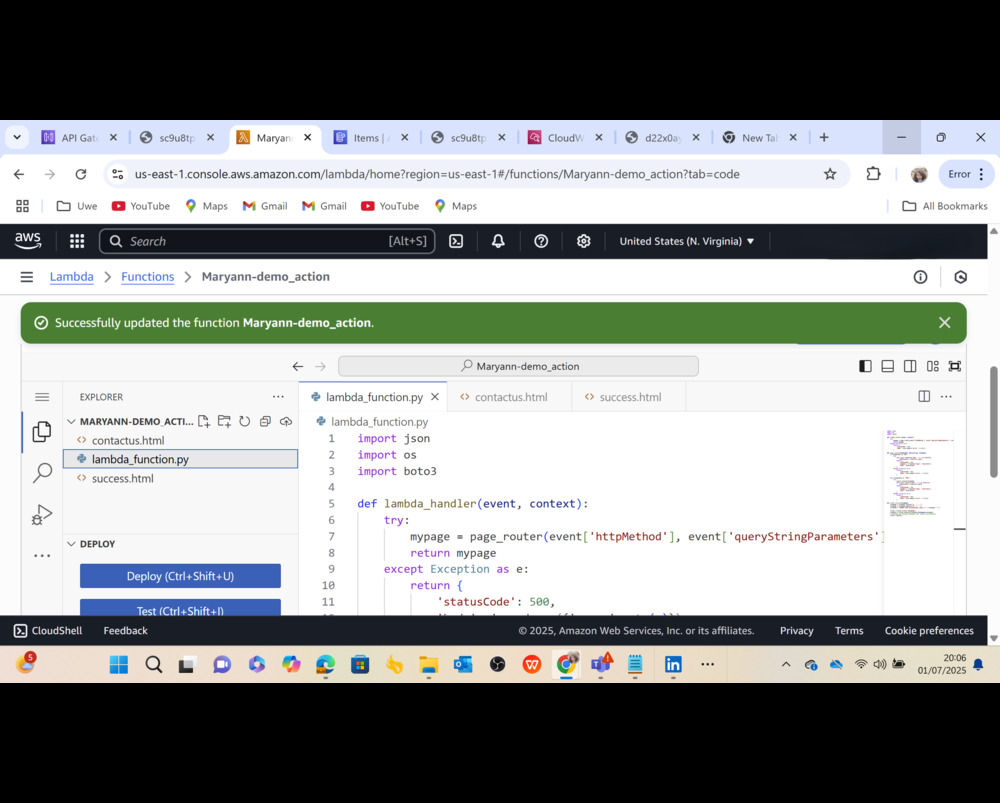 API Gat
sc9u8tp
Maryann
Items |
sc9u8tp
CloudW
d22x0ay
New Tab
us-east-1.console.aws.amazon.com/lambda/home?region=us-east-1#/functions/Maryann-demo_action?tab=code
Error
Uwe
YouTube
Maps
Gmail
Gmail
YouTube
Maps
All Bookmarks
aws
Search
[Alt+S]
United States (N. Virginia)
Lambda > Functions > Maryann-demo_action
Successfully updated the function Maryann-demo_action.
Maryann-demo_action
EXPLORER
MARYANN-DEMO_ACTI...
contactus.html
lambda_function.py
success.html
DEPLOY
Deploy (Ctrl+Shift+U)
Test (Ctrl+Shift+I)
lambda_function.py
contactus.html
success.html
lambda_function.py
1 import json
2 import os
3 import boto3
4
5 def lambda_handler(event, context):
6 try:
7 mypage = page_router(event['httpMethod'], event['queryStringParameters']
8 return mypage
9 except Exception as e:
10 return {
11 'statusCode': 500,
CloudShell
Feedback
© 2025, Amazon Web Services, Inc. or its affiliates.
Privacy
Terms
Cookie preferences
5
20:06
01/07/2025